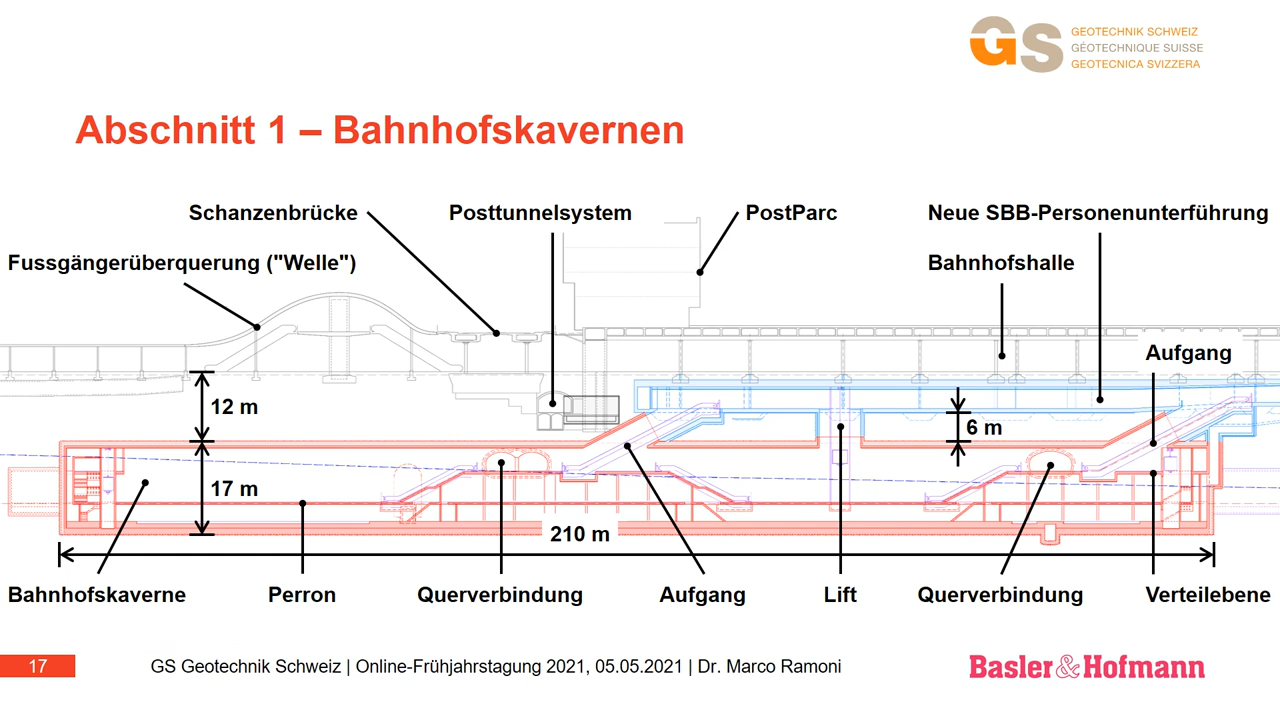 GS GEOTECHNIK SCHWEIZ
GÉOTECHNIQUE SUISSE
GEOTECNICA SVIZZERA
Abschnitt 1 – Bahnhofskavernen
Schanzenbrücke
Posttunnelsystem
PostParc
Neue SBB-Personenunterführung
Fussgängerüberquerung ("Welle")
Bahnhofshalle
Aufgang
12 m
6 m
17 m
210 m
Bahnhofskaverne
Perron
Querverbindung
Aufgang
Lift
Querverbindung
Verteilebene
17
GS Geotechnik Schweiz | Online-Frühjahrstagung 2021, 05.05.2021 | Dr. Marco Ramoni
Basler & Hofmann